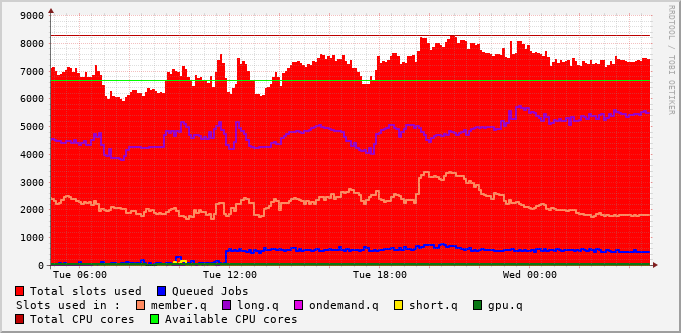 9000
8000
7000
6000
5000
4000
3000
2000
1000
0
Tue 06:00 Tue 12:00 Tue 18:00 Wed 00:00
RRDTOOL / TOBI OETIKER
Total slots used Queued Jobs
Slots used in : member.q long.q ondemand.q short.q gpu.q
Total CPU cores Available CPU cores